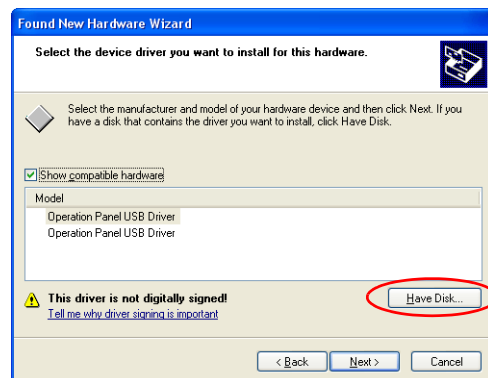 Found New Hardware Wizard
Select the device driver you want to install for this hardware.
Select the manufacturer and model of your hardware device and then click Next. If you
have a disk that contains the driver you want to install, click Have Disk.
Show compatible hardware
Model
Operation Panel USB Driver
Operation Panel USB Driver
This driver is not digitally signed!
Tell me why driver signing is important
Have Disk...
< Back
Next >
Cancel